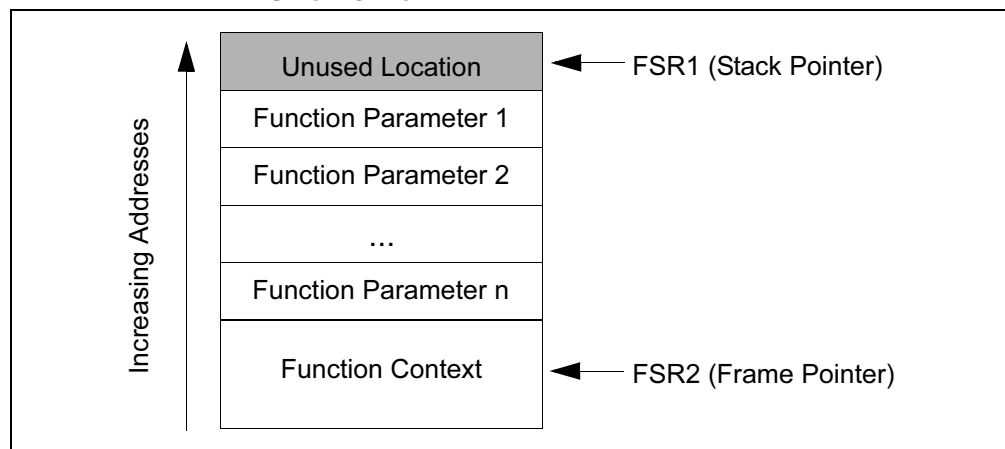 Unused Location
FSR1 (Stack Pointer)
Function Parameter 1
Function Parameter 2
...
Function Parameter n
Function Context
FSR2 (Frame Pointer)
Increasing Addresses